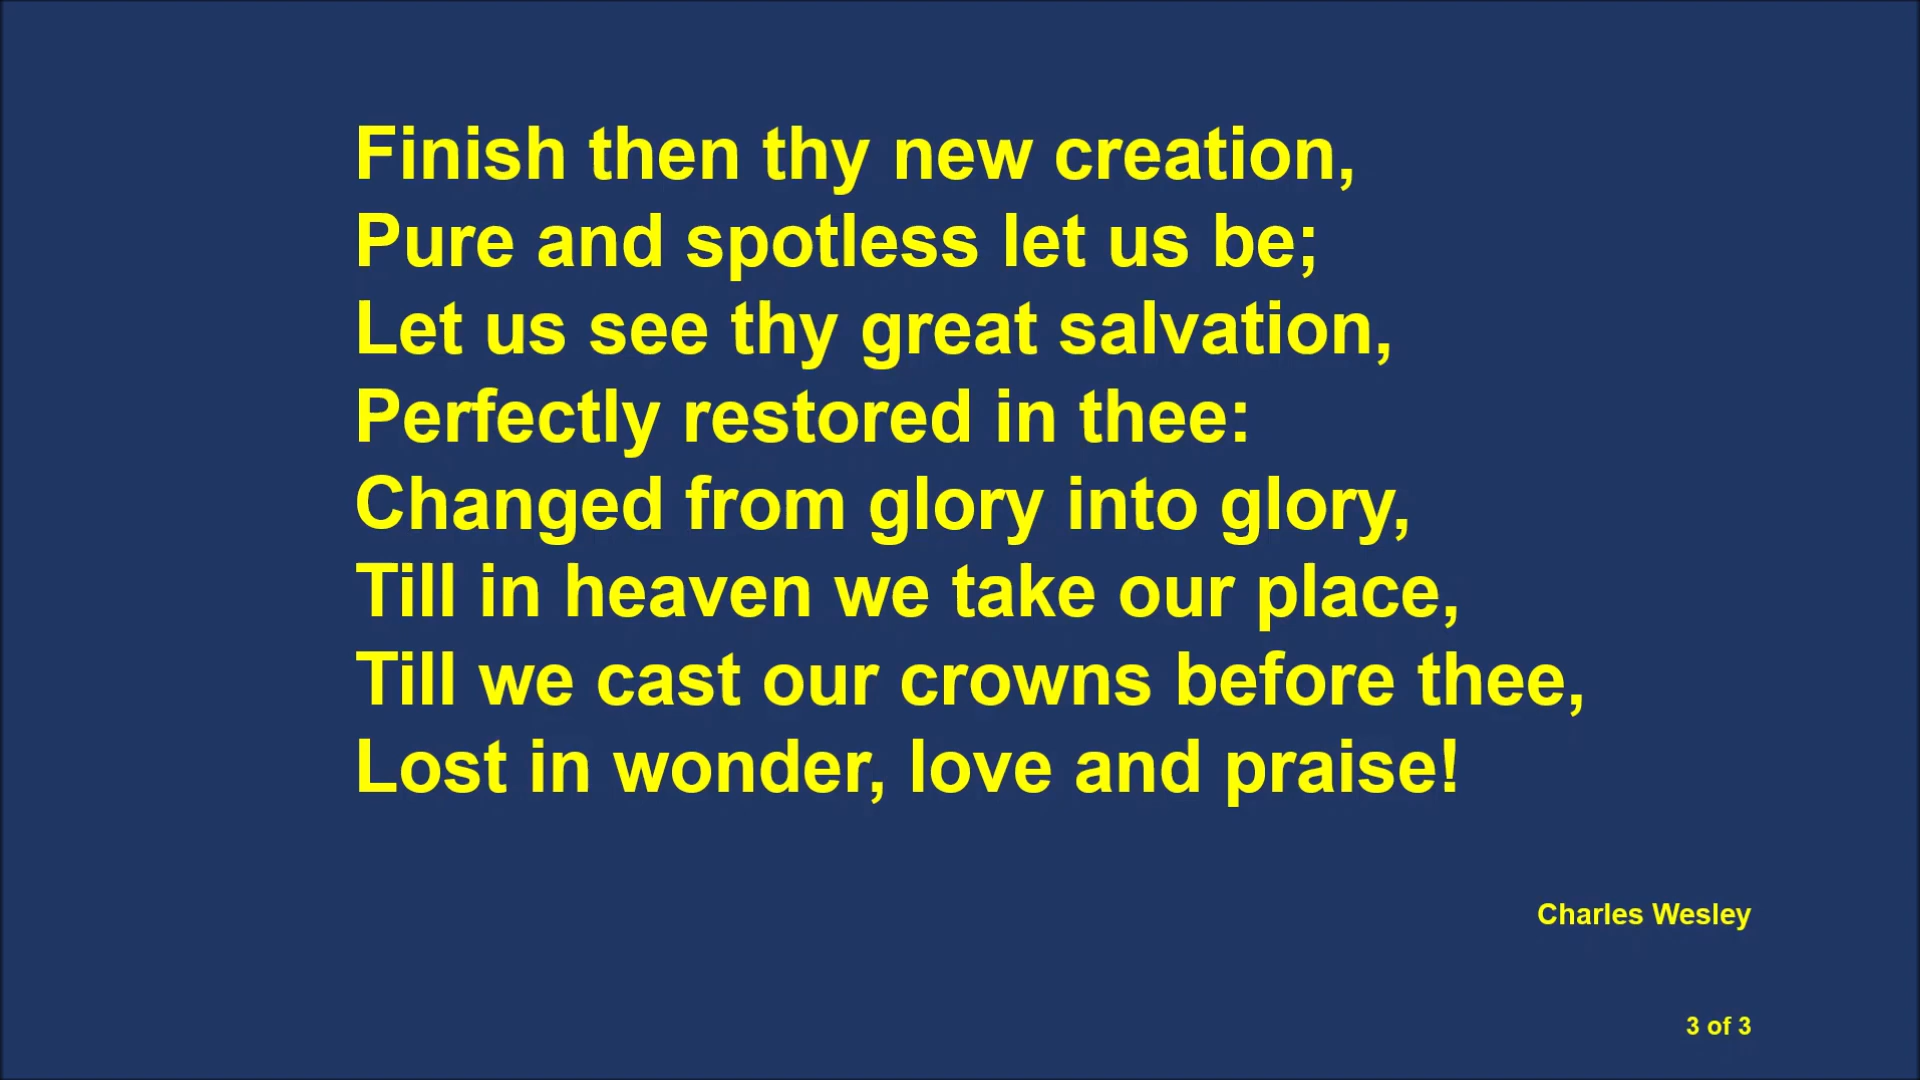 Finish then thy new creation,
Pure and spotless let us be;
Let us see thy great salvation,
Perfectly restored in thee:
Changed from glory into glory,
Till in heaven we take our place,
Till we cast our crowns before thee,
Lost in wonder, love and praise!
Charles Wesley
3 of 3